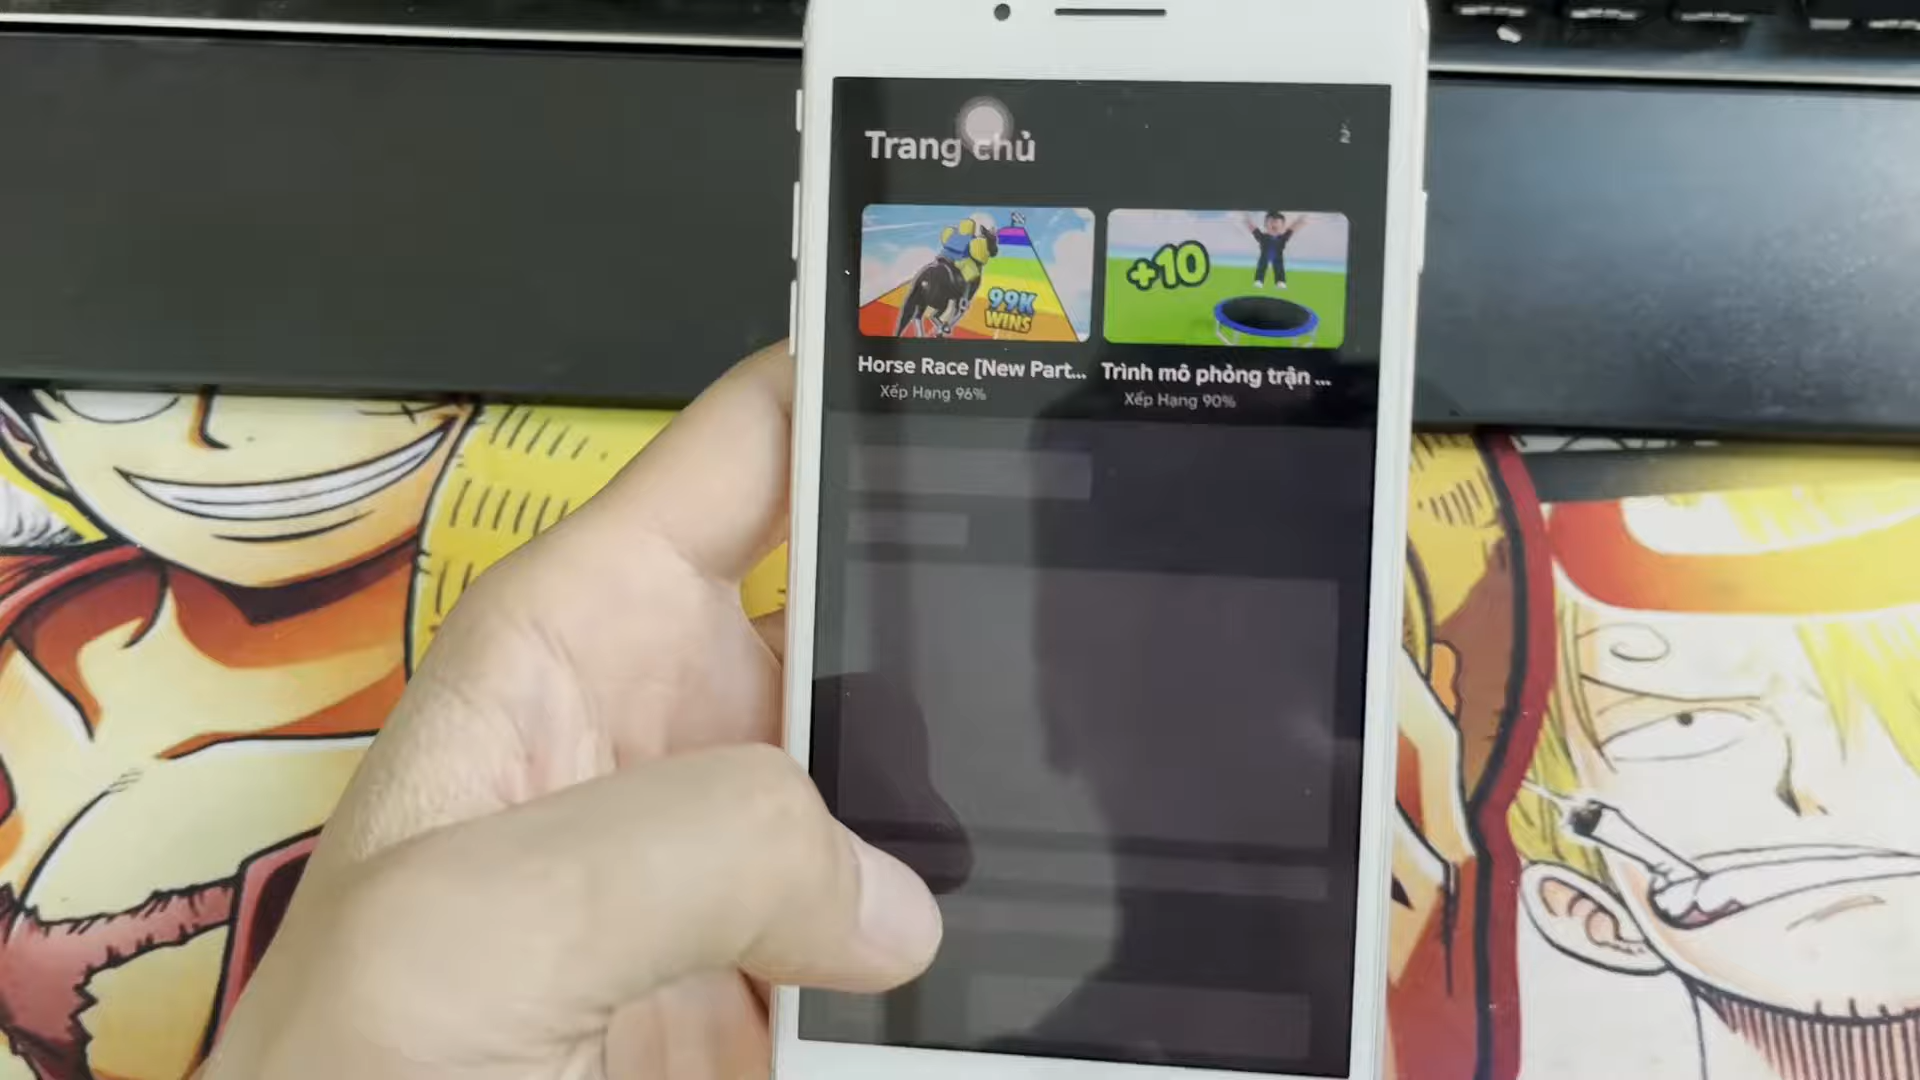 Trang chủ
99K
WINS
+10
Horse Race [New Part...
Trình mô phỏng trận ...
Xếp Hạng 96%
Xếp Hạng 90%